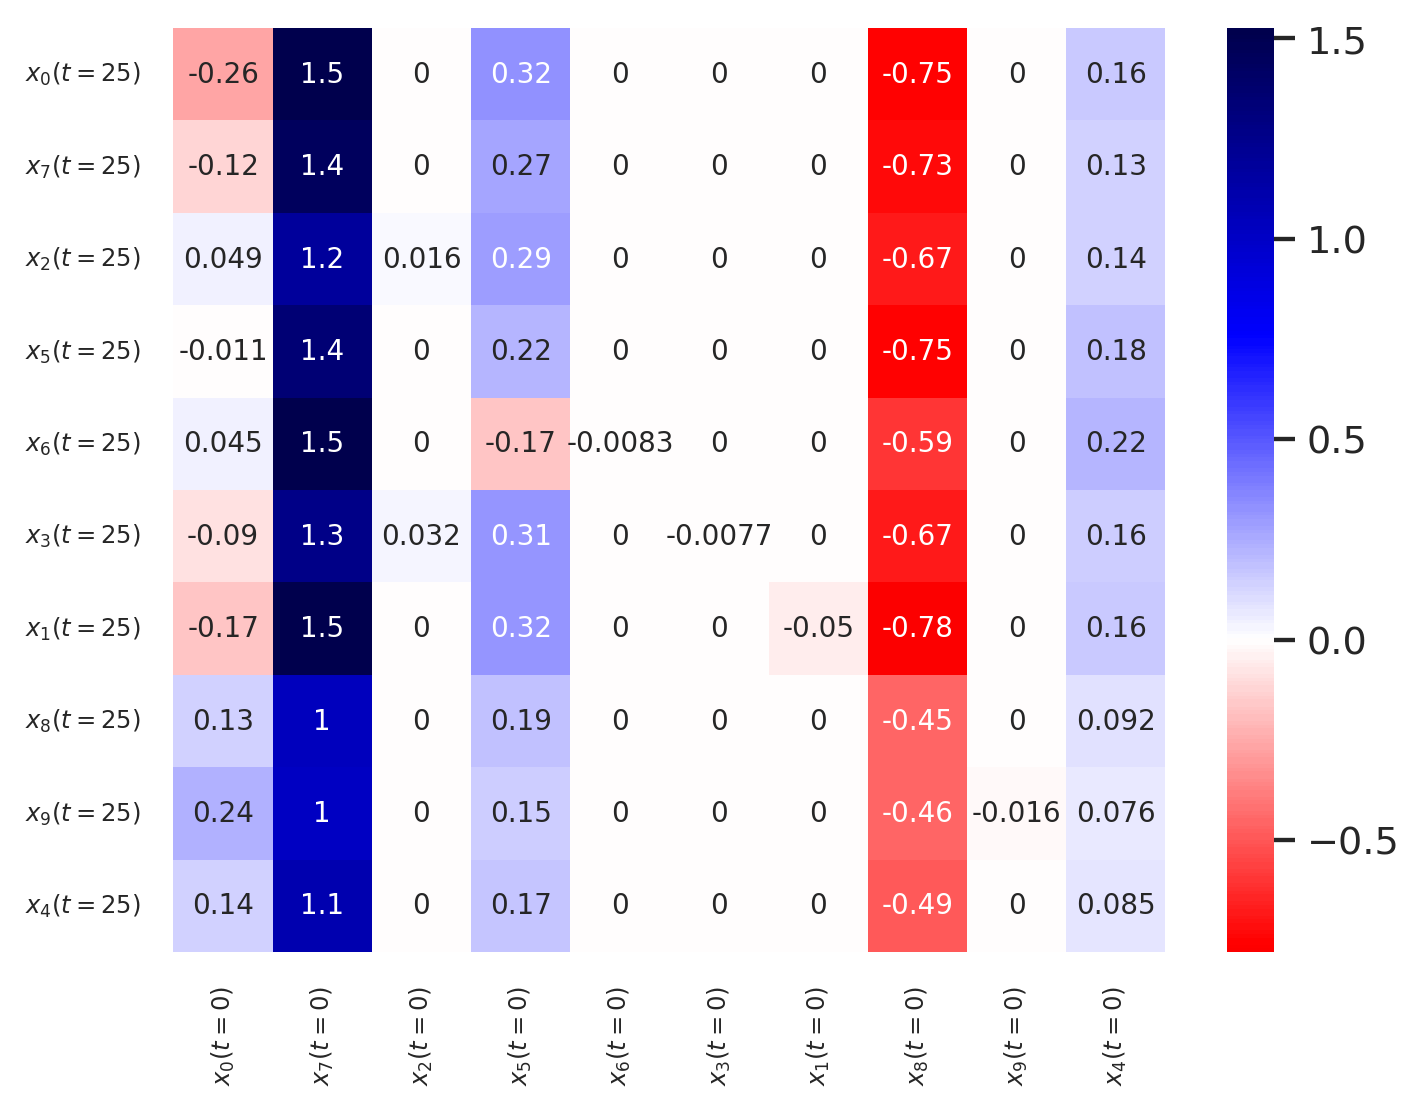 x₀(t = 25) -0.26 1.5 0 0.32 0 0 0 -0.75 0 0.16
x₇(t = 25) -0.12 1.4 0 0.27 0 0 0 -0.73 0 0.13
x₂(t = 25) 0.049 1.2 0.016 0.29 0 0 0 -0.67 0 0.14
x₅(t = 25) -0.011 1.4 0 0.22 0 0 0 -0.75 0 0.18
x₆(t = 25) 0.045 1.5 0 -0.17 -0.0083 0 0 -0.59 0 0.22
x₃(t = 25) -0.09 1.3 0.032 0.31 0 -0.0077 0 -0.67 0 0.16
x₁(t = 25) -0.17 1.5 0 0.32 0 0 -0.05 -0.78 0 0.16
x₈(t = 25) 0.13 1 0 0.19 0 0 0 -0.45 0 0.092
x₉(t = 25) 0.24 1 0 0.15 0 0 0 -0.46 -0.016 0.076
x₄(t = 25) 0.14 1.1 0 0.17 0 0 0 -0.49 0 0.085
x₀(t = 0)
x₇(t = 0)
x₂(t = 0)
x₅(t = 0)
x₆(t = 0)
x₃(t = 0)
x₁(t = 0)
x₈(t = 0)
x₉(t = 0)
x₄(t = 0)
1.5
1.0
0.5
0.0
−0.5